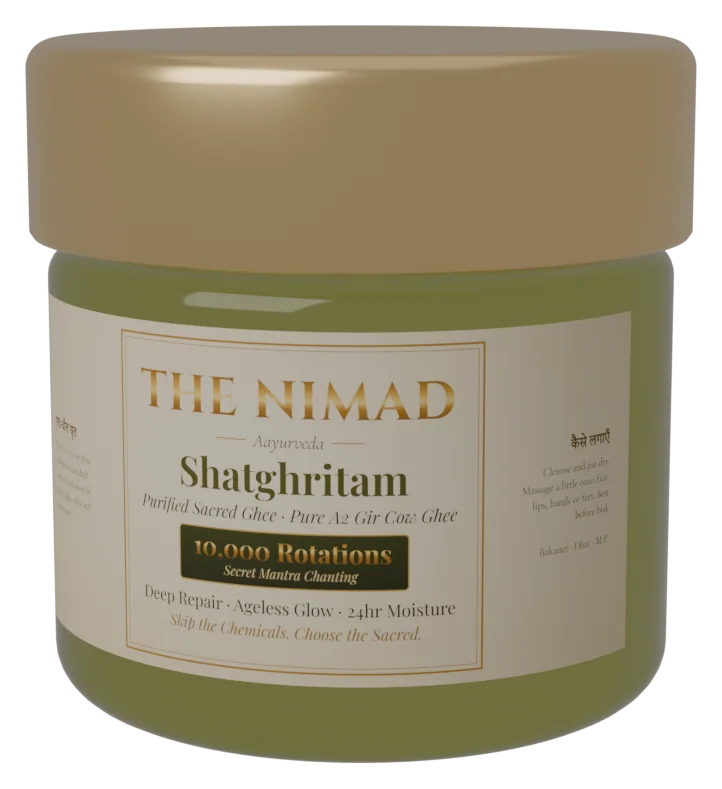 THE NIMAD
Aayurveda
Shatghritam
Purified Sacred Ghee · Pure A2 Gir Cow Ghee
10,000 Rotations
Secret Mantra Chanting
Deep Repair · Ageless Glow · 24hr Moisture
Skip the Chemicals. Choose the Sacred.
कैसे लगाएँ
Cleanse and pat dry.
Massage a little onto face,
lips, hands or feet. Best
before bed.
Bakaner · Dhar · M.P